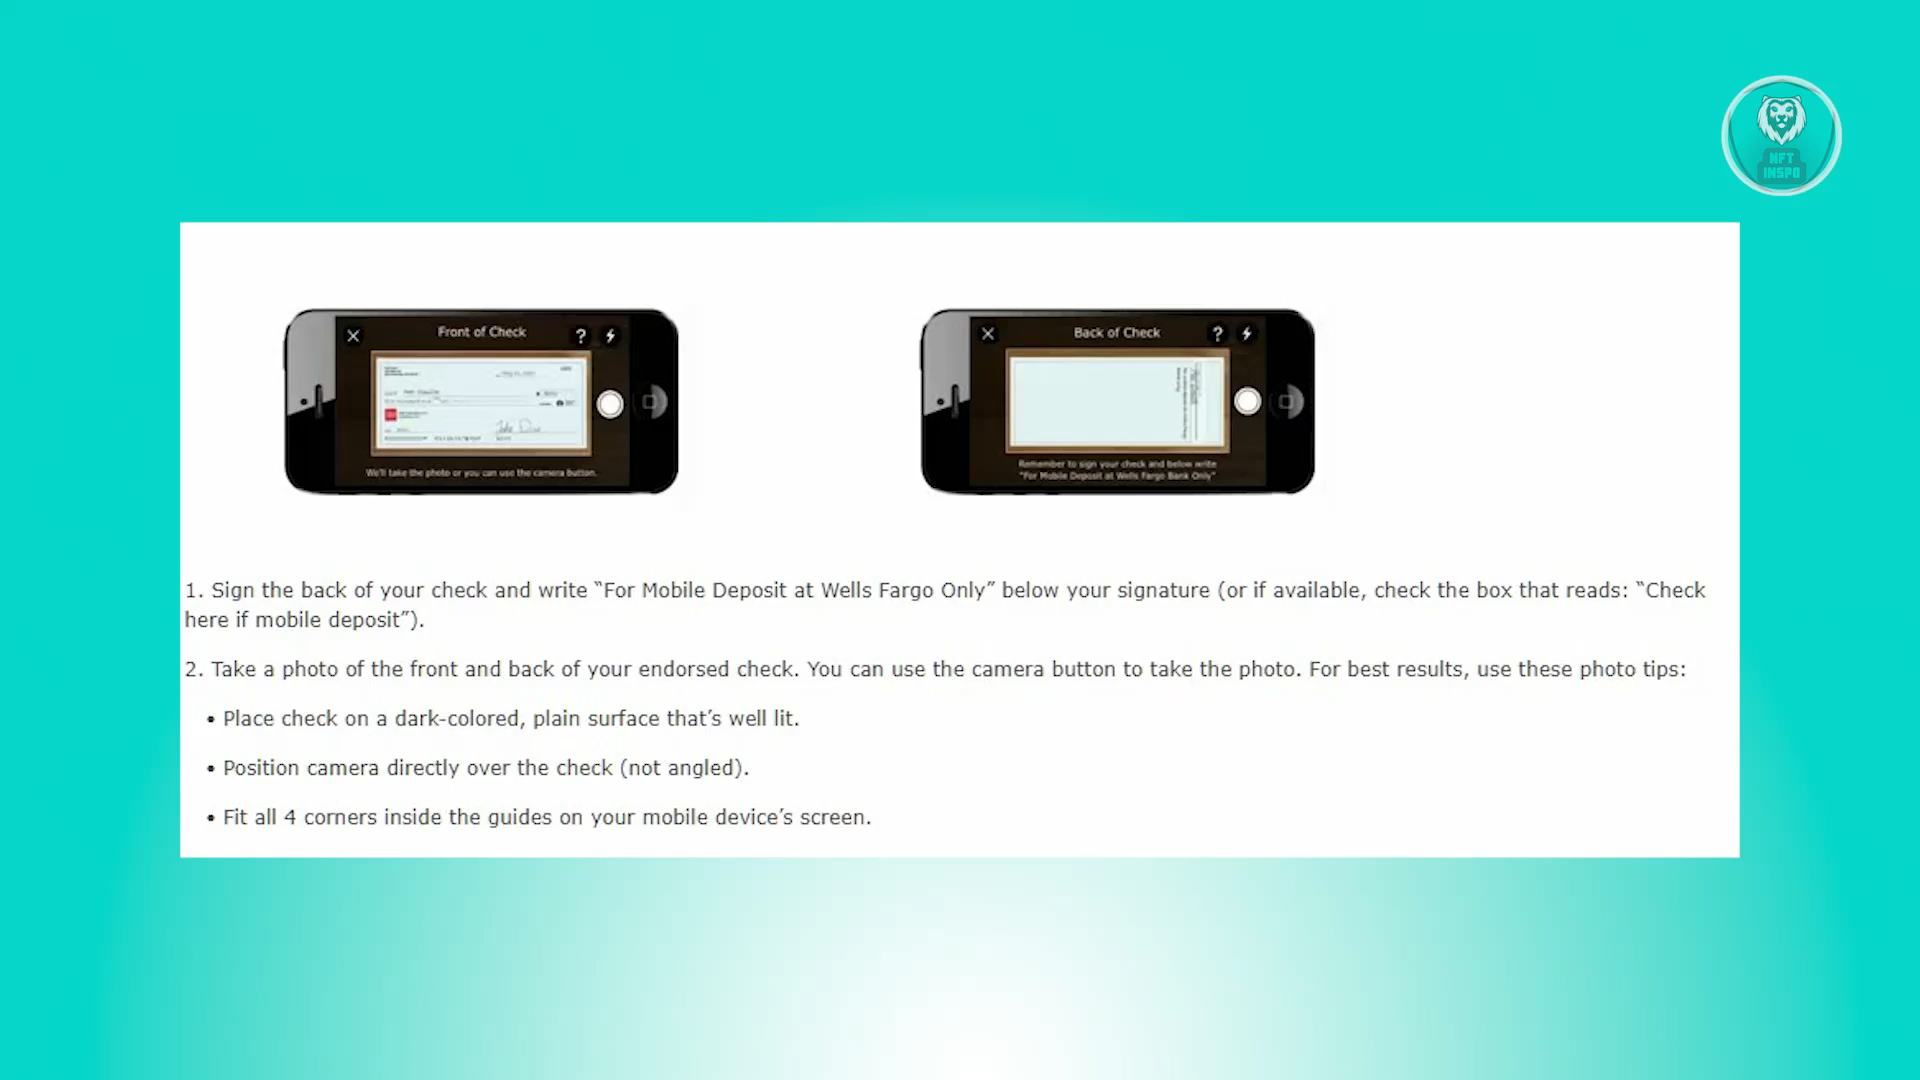 NFT
INSPO
Front of Check
?
We'll take the photo or you can use the camera button.
Back of Check
?
Remember to sign your check and below write
"For Mobile Deposit at Wells Fargo Bank Only"
1. Sign the back of your check and write “For Mobile Deposit at Wells Fargo Only” below your signature (or if available, check the box that reads: “Check
here if mobile deposit”).
2. Take a photo of the front and back of your endorsed check. You can use the camera button to take the photo. For best results, use these photo tips:
• Place check on a dark-colored, plain surface that’s well lit.
• Position camera directly over the check (not angled).
• Fit all 4 corners inside the guides on your mobile device’s screen.